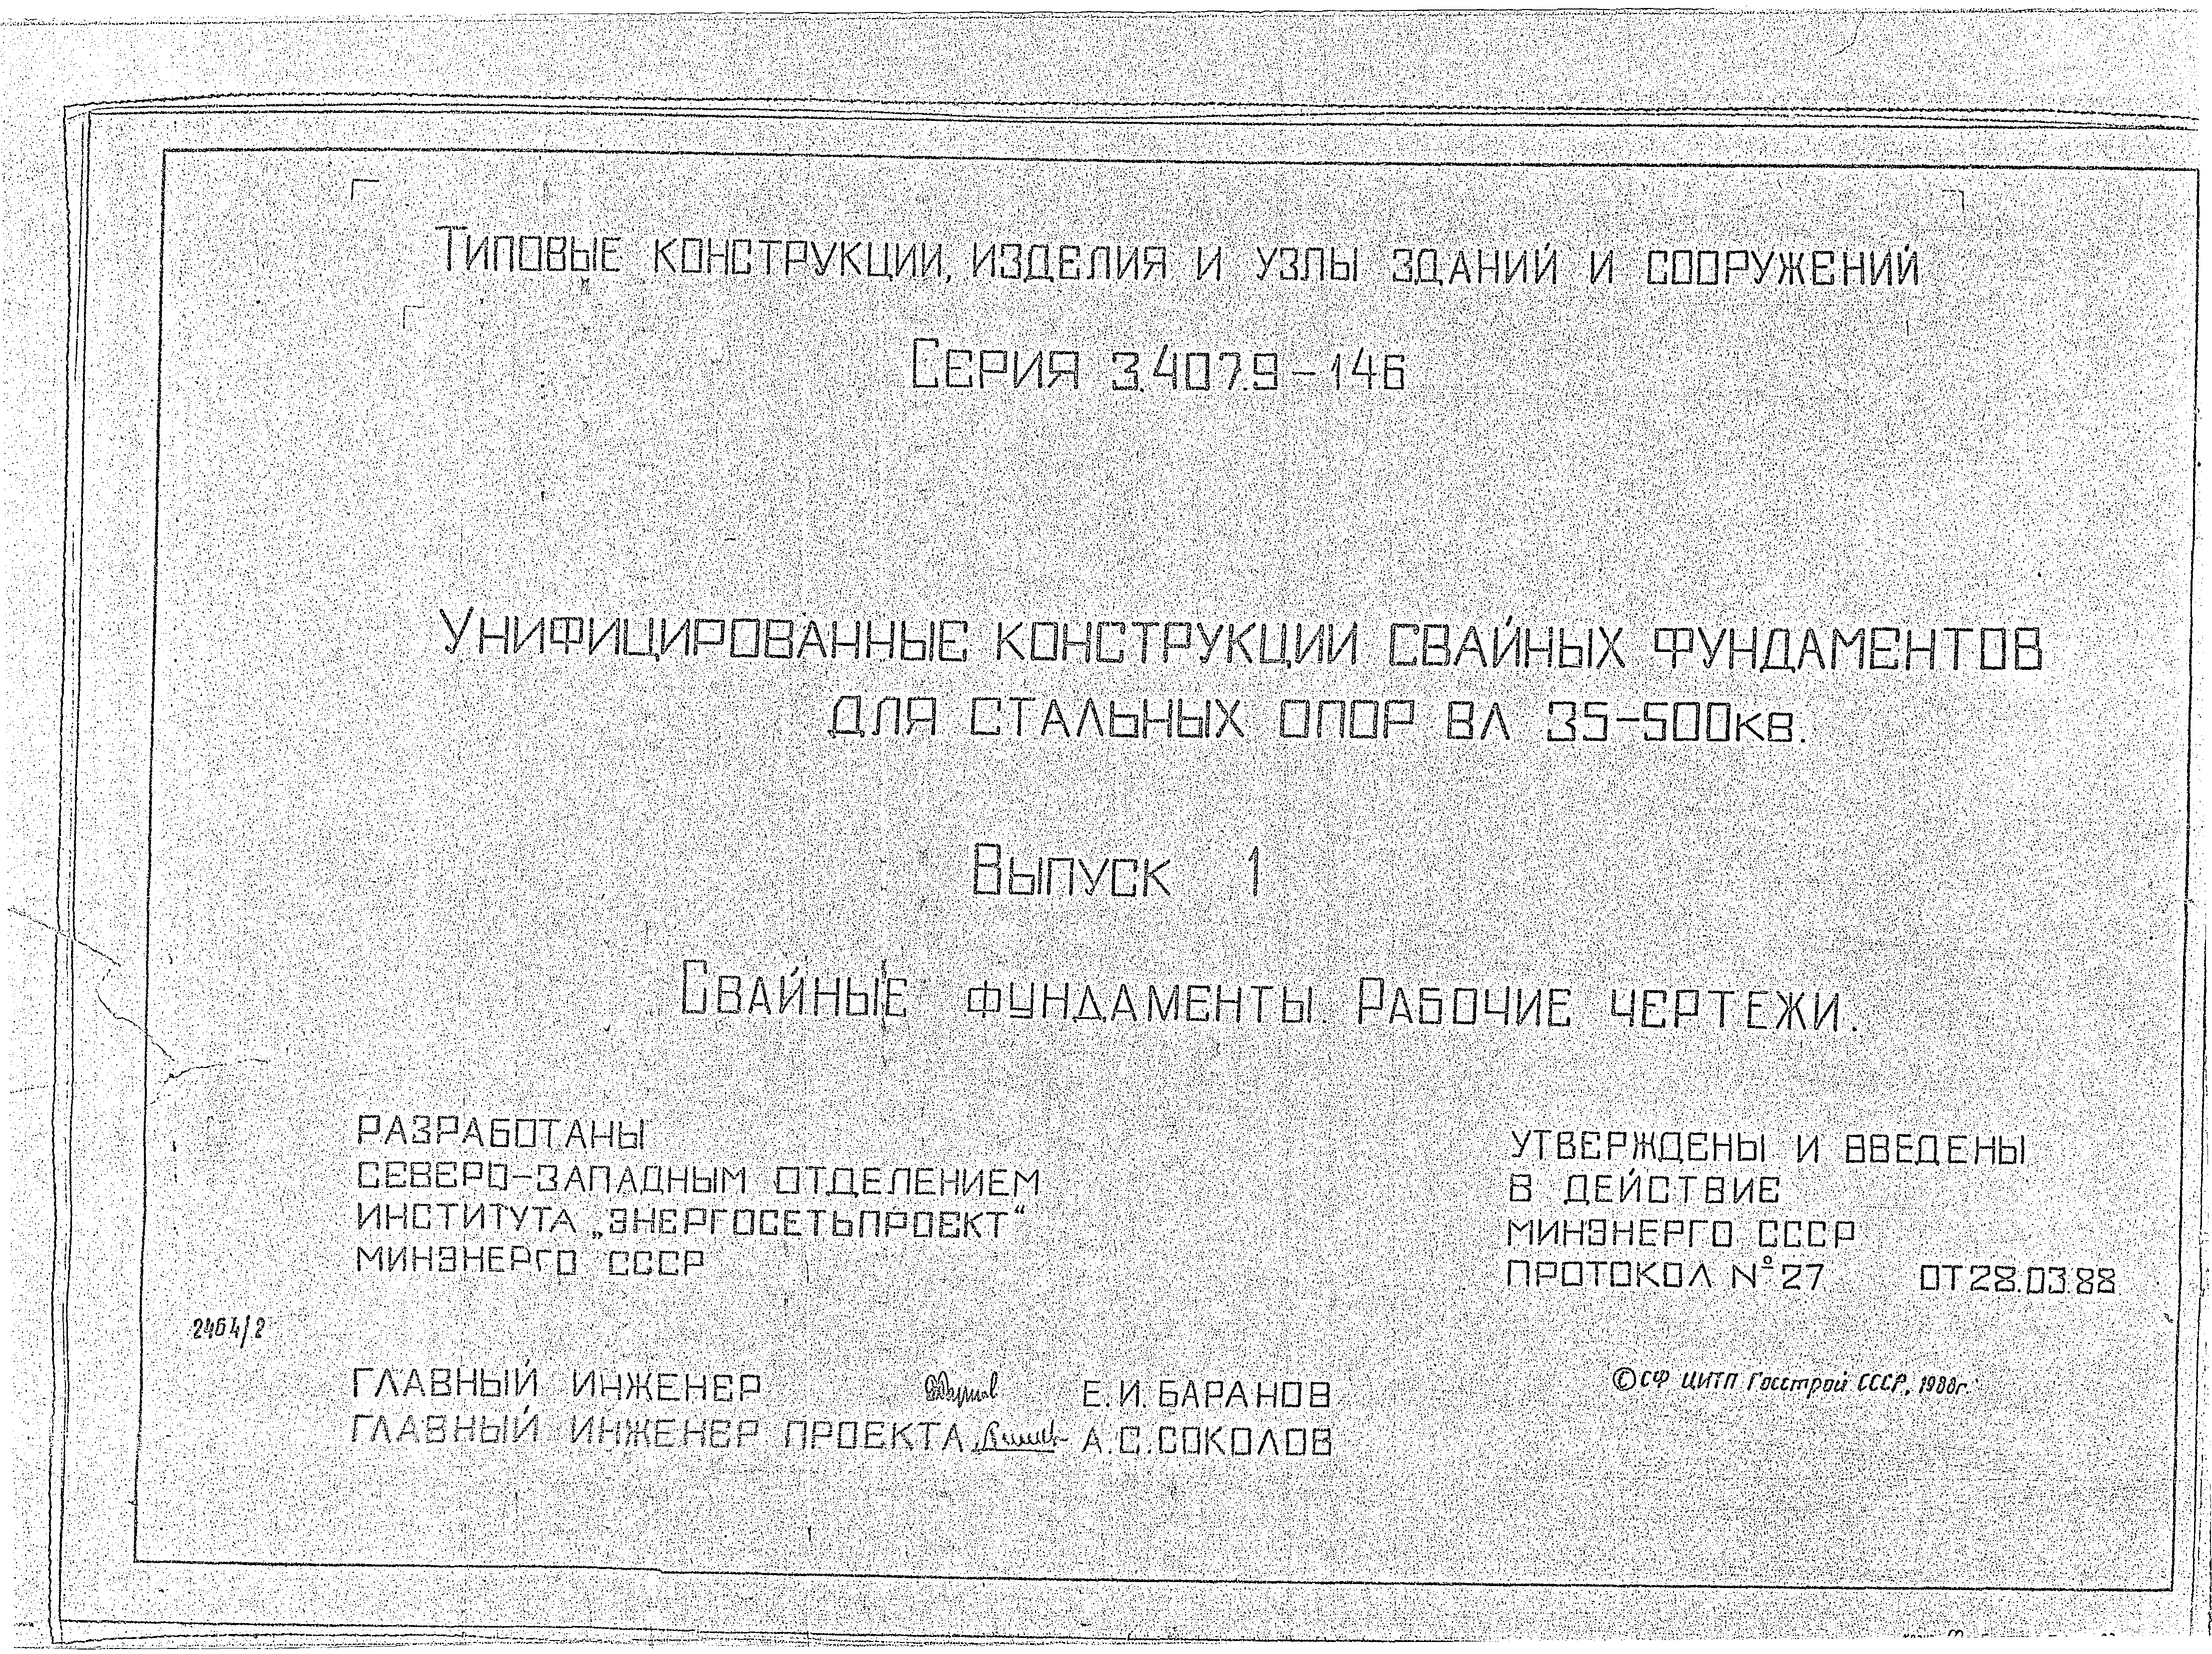 Типовые конструкции, изделия и узлы зданий и сооружений
Серия 3.407.9-146
Унифицированные конструкции свайных фундаментов
для стальных опор ВЛ 35-500кв.
Выпуск 1
Свайные фундаменты. Рабочие чертежи.
РАЗРАБОТАНЫ
СЕВЕРО-ЗАПАДНЫМ ОТДЕЛЕНИЕМ
ИНСТИТУТА „ЭНЕРГОСЕТЬПРОЕКТ“
МИНЭНЕРГО СССР
УТВЕРЖДЕНЫ И ВВЕДЕНЫ
В ДЕЙСТВИЕ
МИНЭНЕРГО СССР
ПРОТОКОЛ №27 ОТ 28.03.88
2464/2
ГЛАВНЫЙ ИНЖЕНЕР Е.И. БАРАНОВ
ГЛАВНЫЙ ИНЖЕНЕР ПРОЕКТА А.С. СОКОЛОВ
© СФ ЦИТП Госстрой СССР, 1988г.